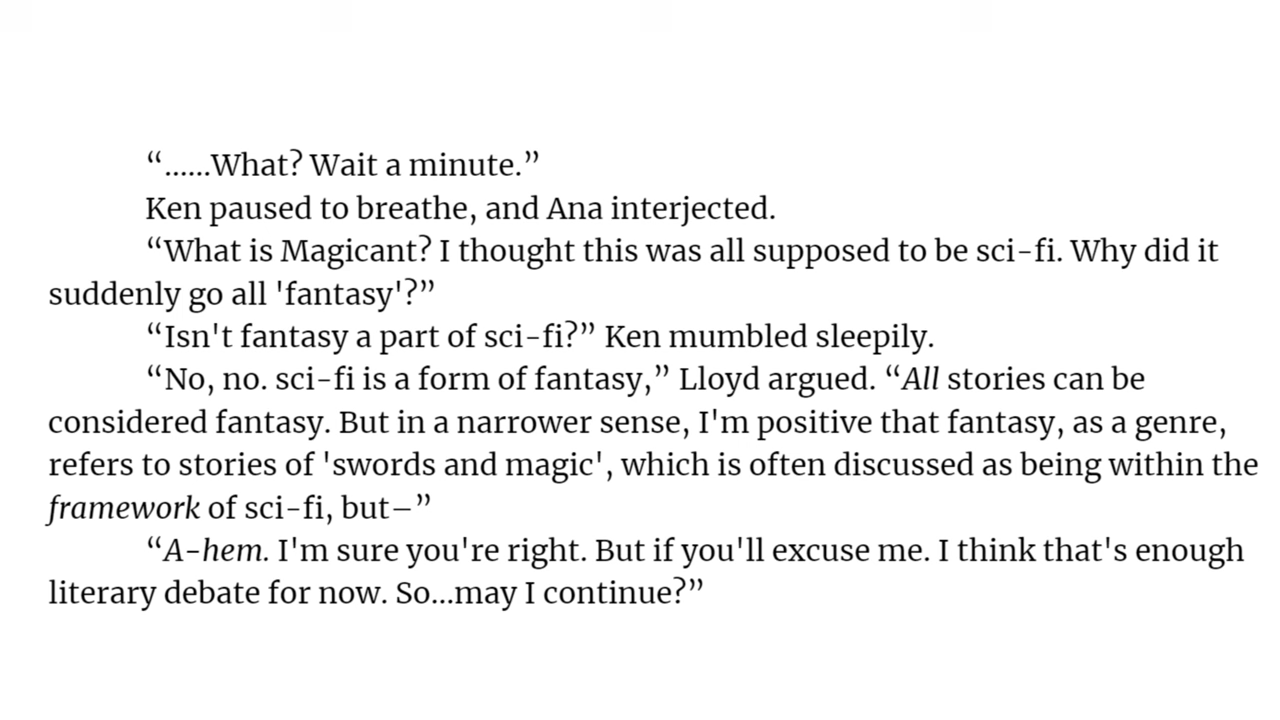 “......What? Wait a minute.”
Ken paused to breathe, and Ana interjected.
“What is Magicant? I thought this was all supposed to be sci-fi. Why did it
suddenly go all 'fantasy'?”
“Isn't fantasy a part of sci-fi?” Ken mumbled sleepily.
“No, no. sci-fi is a form of fantasy,” Lloyd argued. “All stories can be
considered fantasy. But in a narrower sense, I'm positive that fantasy, as a genre,
refers to stories of 'swords and magic', which is often discussed as being within the
framework of sci-fi, but–”
“A-hem. I'm sure you're right. But if you'll excuse me. I think that's enough
literary debate for now. So...may I continue?”